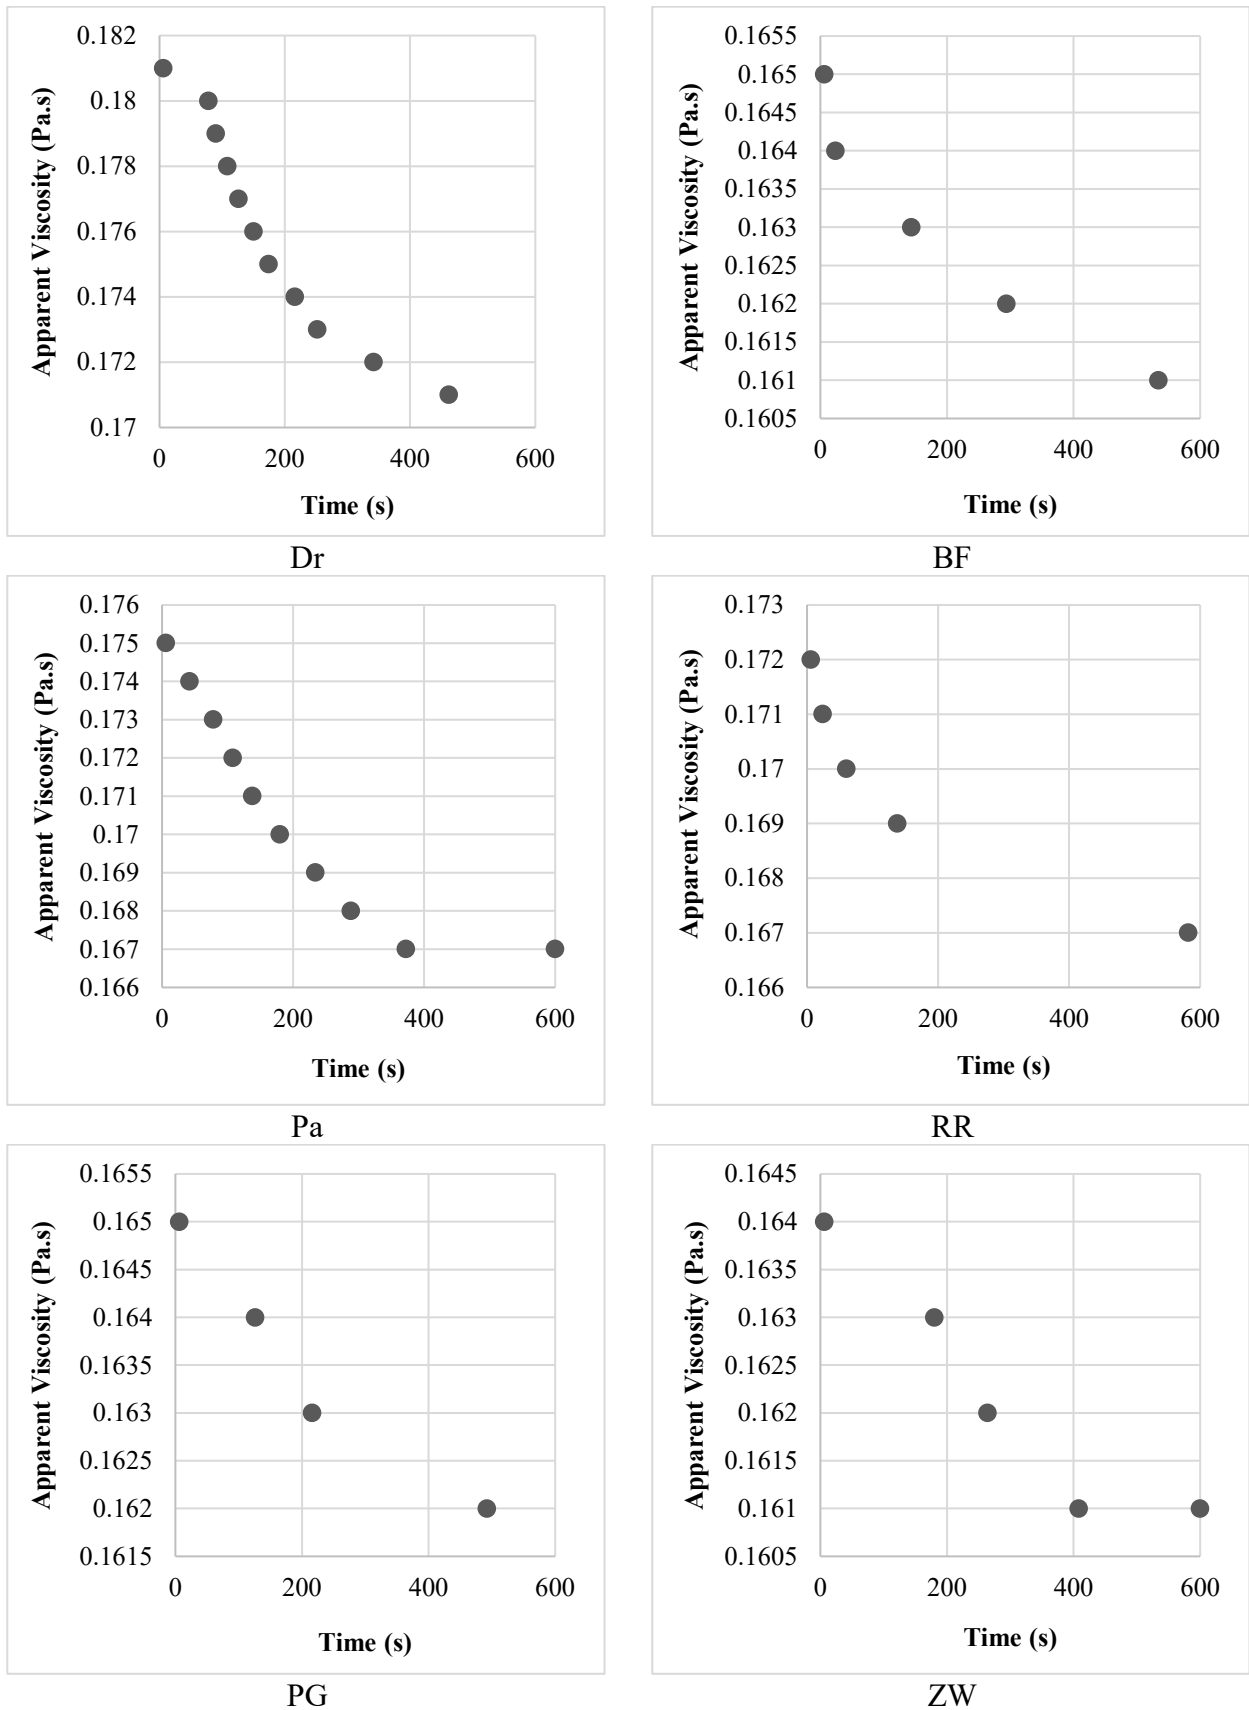 0.182
0.18
0.178
0.176
0.174
0.172
0.17
0 200 400 600
Apparent Viscosity (Pa.s)
Time (s)
Dr
0.1655
0.165
0.1645
0.164
0.1635
0.163
0.1625
0.162
0.1615
0.161
0.1605
0 200 400 600
Apparent Viscosity (Pa.s)
Time (s)
BF
0.176
0.175
0.174
0.173
0.172
0.171
0.17
0.169
0.168
0.167
0.166
0 200 400 600
Apparent Viscosity (Pa.s)
Time (s)
Pa
0.173
0.172
0.171
0.17
0.169
0.168
0.167
0.166
0 200 400 600
Apparent Viscosity (Pa.s)
Time (s)
RR
0.1655
0.165
0.1645
0.164
0.1635
0.163
0.1625
0.162
0.1615
0 200 400 600
Apparent Viscosity (Pa.s)
Time (s)
PG
0.1645
0.164
0.1635
0.163
0.1625
0.162
0.1615
0.161
0.1605
0 200 400 600
Apparent Viscosity (Pa.s)
Time (s)
ZW